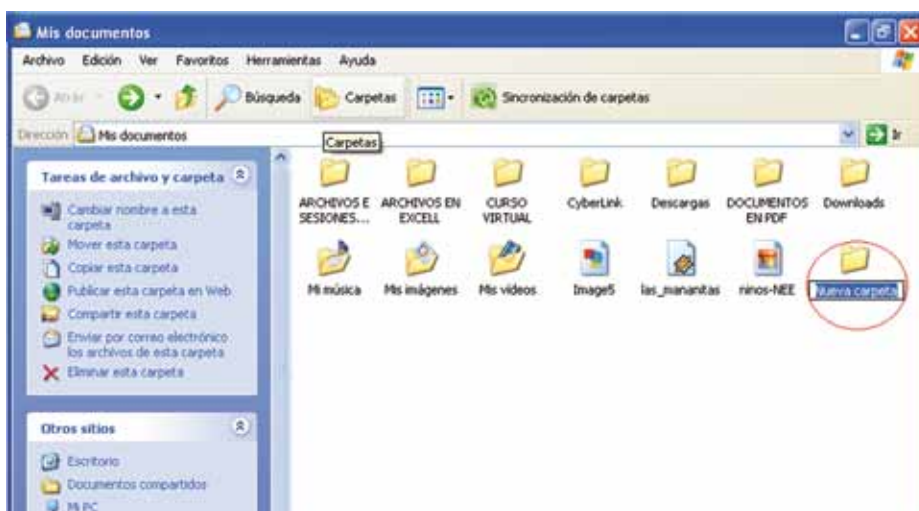 Mis documentos
Archivo Edición Ver Favoritos Herramientas Ayuda
Atrás Búsqueda Carpetas Sincronización de carpetas
Dirección Mis documentos Ir
Carpetas
Tareas de archivo y carpeta
Cambiar nombre a esta
carpeta
Mover esta carpeta
Copiar esta carpeta
Publicar esta carpeta en Web
Compartir esta carpeta
Enviar por correo electrónico
los archivos de esta carpeta
Eliminar esta carpeta
Otros sitios
Escritorio
Documentos compartidos
Mi PC
ARCHIVOS E ARCHIVOS EN CURSO CyberLink Descargas DOCUMENTOS Downloads
SESIONES... EXCELL VIRTUAL EN PDF
Mi música Mis imágenes Mis vídeos Image5 las_mananitas ninos-NEE Nueva carpeta